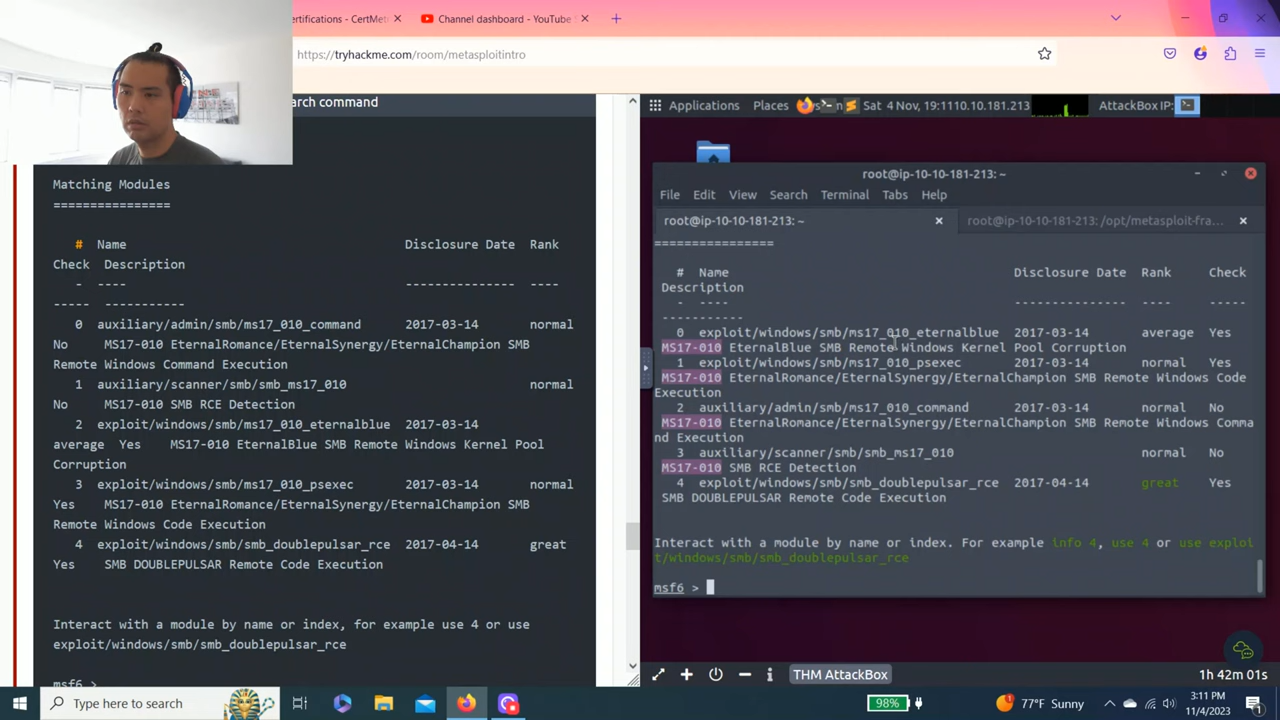 ertifications - CertMet
Channel dashboard - YouTube
https://tryhackme.com/room/metasploitintro
arch command
Matching Modules
================
# Name Disclosure Date Rank
Check Description
- ---- --------------- ----
----- -----------
0 auxiliary/admin/smb/ms17_010_command 2017-03-14 normal
No MS17-010 EternalRomance/EternalSynergy/EternalChampion SMB
Remote Windows Command Execution
1 auxiliary/scanner/smb/smb_ms17_010 normal
No MS17-010 SMB RCE Detection
2 exploit/windows/smb/ms17_010_eternalblue 2017-03-14
average Yes MS17-010 EternalBlue SMB Remote Windows Kernel Pool
Corruption
3 exploit/windows/smb/ms17_010_psexec 2017-03-14 normal
Yes MS17-010 EternalRomance/EternalSynergy/EternalChampion SMB
Remote Windows Code Execution
4 exploit/windows/smb/smb_doublepulsar_rce 2017-04-14 great
Yes SMB DOUBLEPULSAR Remote Code Execution
Interact with a module by name or index, for example use 4 or use
exploit/windows/smb/smb_doublepulsar_rce
msf6 >
Applications Places Sat 4 Nov, 19:11 10.10.181.213 AttackBox IP:
root@ip-10-10-181-213: ~
File Edit View Search Terminal Tabs Help
root@ip-10-10-181-213: ~
root@ip-10-10-181-213: /opt/metasploit-fra...
================
# Name Disclosure Date Rank Check
Description
- ---- --------------- ---- -----
-----------
0 exploit/windows/smb/ms17_010_eternalblue 2017-03-14 average Yes
MS17-010 EternalBlue SMB Remote Windows Kernel Pool Corruption
1 exploit/windows/smb/ms17_010_psexec 2017-03-14 normal Yes
MS17-010 EternalRomance/EternalSynergy/EternalChampion SMB Remote Windows Code
Execution
2 auxiliary/admin/smb/ms17_010_command 2017-03-14 normal No
MS17-010 EternalRomance/EternalSynergy/EternalChampion SMB Remote Windows Comma
nd Execution
3 auxiliary/scanner/smb/smb_ms17_010 normal No
MS17-010 SMB RCE Detection
4 exploit/windows/smb/smb_doublepulsar_rce 2017-04-14 great Yes
SMB DOUBLEPULSAR Remote Code Execution
Interact with a module by name or index. For example info 4, use 4 or use exploi
t/windows/smb/smb_doublepulsar_rce
msf6 >
THM AttackBox
1h 42m 01s
Type here to search
98%
77°F Sunny
3:11 PM
11/4/2023